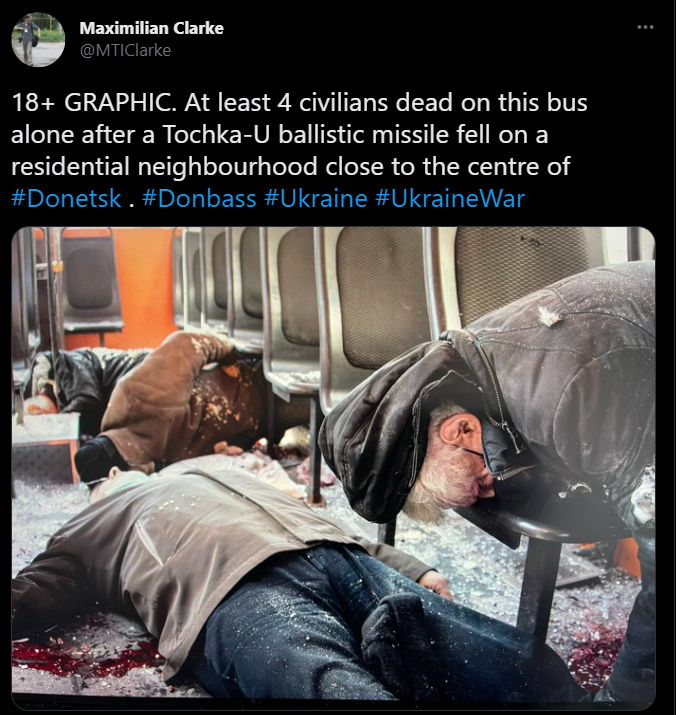 Maximilian Clarke
@MTIClarke
18+ GRAPHIC. At least 4 civilians dead on this bus
alone after a Tochka-U ballistic missile fell on a
residential neighbourhood close to the centre of
#Donetsk . #Donbass #Ukraine #UkraineWar